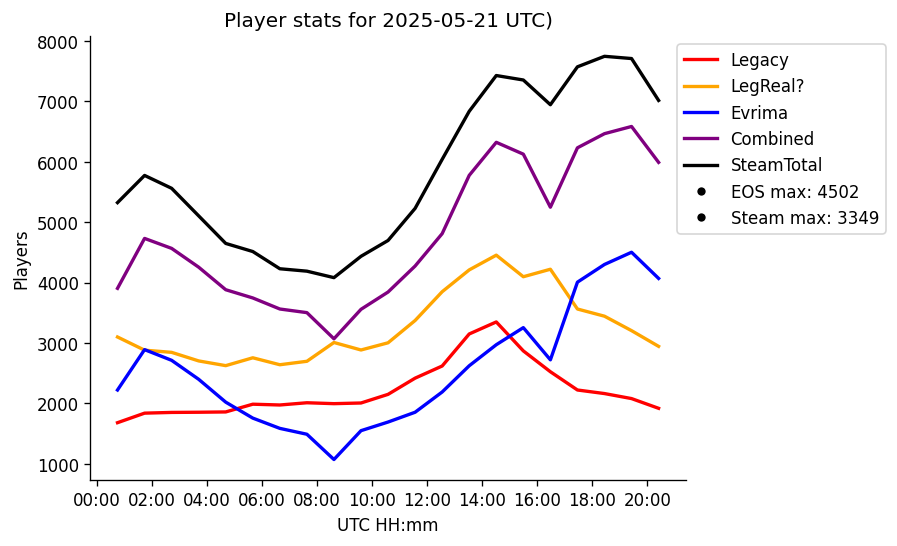 Player stats for 2025-05-21 UTC)
Players
8000
7000
6000
5000
4000
3000
2000
1000
00:00 02:00 04:00 06:00 08:00 10:00 12:00 14:00 16:00 18:00 20:00
UTC HH:mm
Legacy
LegReal?
Evrima
Combined
SteamTotal
EOS max: 4502
Steam max: 3349